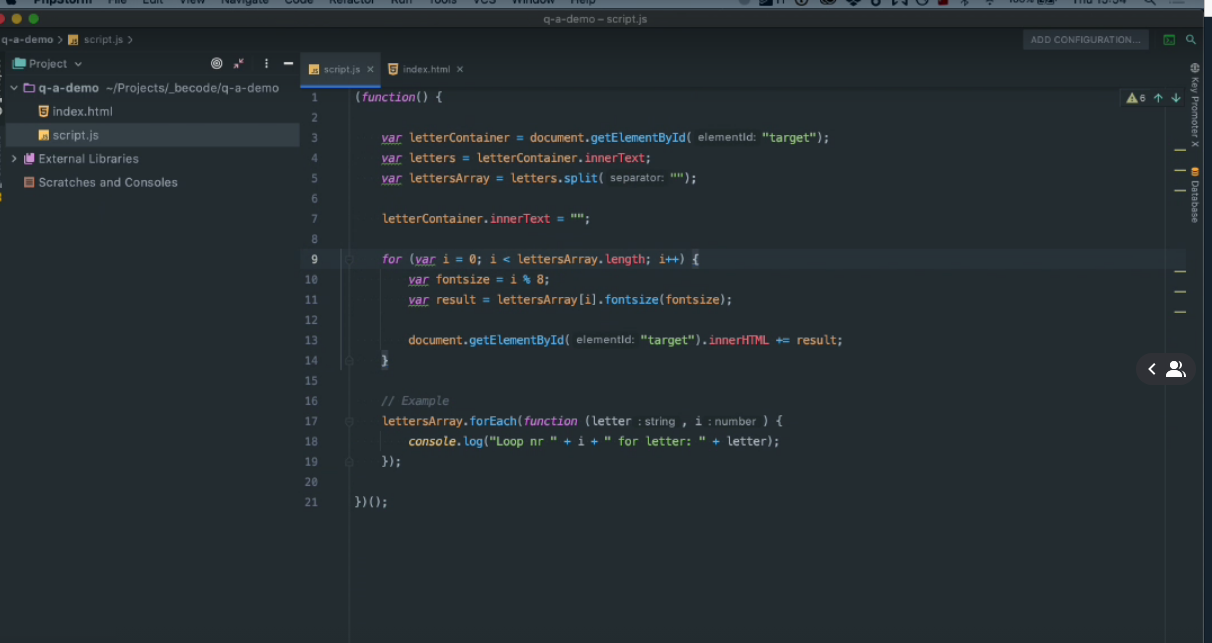 PhpStorm File Edit View Navigate Code Refactor Run Tools VCS Window Help 100% Thu 15:54
q-a-demo – script.js
q-a-demo > script.js >
ADD CONFIGURATION...
Project
script.js ×
index.html ×
q-a-demo ~/Projects/_becode/q-a-demo
index.html
script.js
External Libraries
Scratches and Consoles
6
Key Promoter X
Database
1 (function() {
2
3 var letterContainer = document.getElementById( elementId: "target");
4 var letters = letterContainer.innerText;
5 var lettersArray = letters.split( separator: "");
6
7 letterContainer.innerText = "";
8
9 for (var i = 0; i < lettersArray.length; i++) {
10 var fontsize = i % 8;
11 var result = lettersArray[i].fontsize(fontsize);
12
13 document.getElementById( elementId: "target").innerHTML += result;
14 }
15
16 // Example
17 lettersArray.forEach(function (letter : string , i : number ) {
18 console.log("Loop nr " + i + " for letter: " + letter);
19 });
20
21 })();